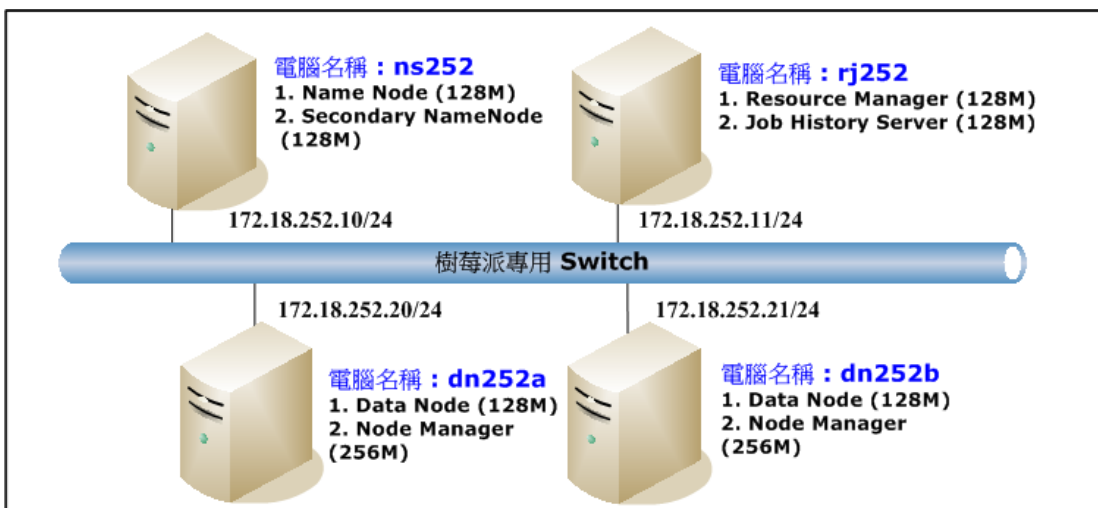 電腦名稱 : ns252
1. Name Node (128M)
2. Secondary NameNode
(128M)
電腦名稱 : rj252
1. Resource Manager (128M)
2. Job History Server (128M)
172.18.252.10/24
172.18.252.11/24
樹莓派專用 Switch
172.18.252.20/24
172.18.252.21/24
電腦名稱 : dn252a
1. Data Node (128M)
2. Node Manager
(256M)
電腦名稱 : dn252b
1. Data Node (128M)
2. Node Manager
(256M)